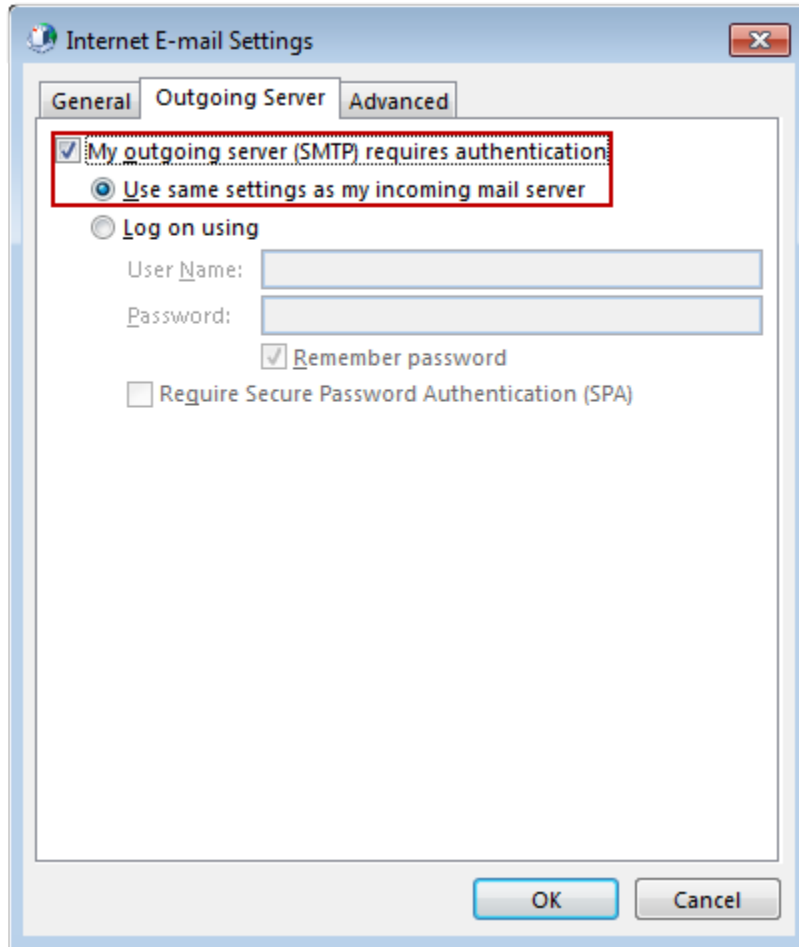 Internet E-mail Settings
General Outgoing Server Advanced
My outgoing server (SMTP) requires authentication
Use same settings as my incoming mail server
Log on using
User Name:
Password:
Remember password
Require Secure Password Authentication (SPA)
OK Cancel